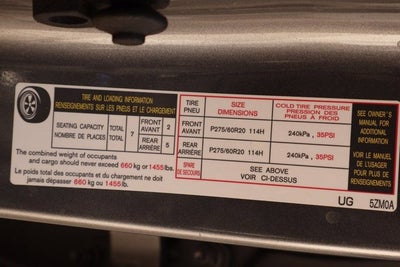 TIRE AND LOADING INFORMATION
RENSEIGNEMENTS SUR LES PNEUS ET LE CHARGEMENT
SEATING CAPACITY TOTAL
NOMBRE DE PLACES TOTAL
7
FRONT
AVANT
2
REAR
ARRIÈRE
5
The combined weight of occupants
and cargo should never exceed 660 kg or 1455 lbs.
Le poids total des occupants et du chargement ne doit
jamais dépasser 660 kg ou 1455 lb.
TIRE
PNEU
SIZE
DIMENSIONS
COLD TIRE PRESSURE
PRESSION DES
PNEUS À FROID
FRONT
AVANT
P275/60R20 114H
240kPa , 35PSI
REAR
ARRIÈRE
P275/60R20 114H
240kPa , 35PSI
SPARE
DE SECOURS
SEE ABOVE
VOIR CI-DESSUS
SEE OWNER'S
MANUAL FOR
ADDITIONAL
INFORMATION
VOIR LE MANUEL
DE L'USAGER
POUR PLUS DE
RENSEIGNEMENTS
UG 5ZM0A